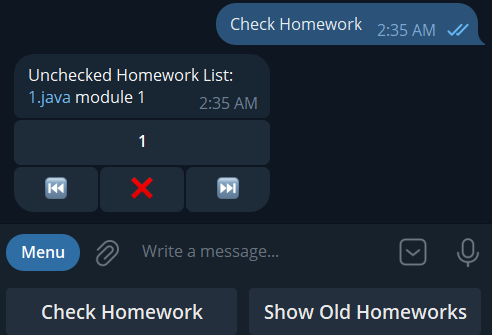 Check Homework
2:35 AM
Unchecked Homework List:
1.java module 1
2:35 AM
1
Menu
Write a message...
Check Homework
Show Old Homeworks